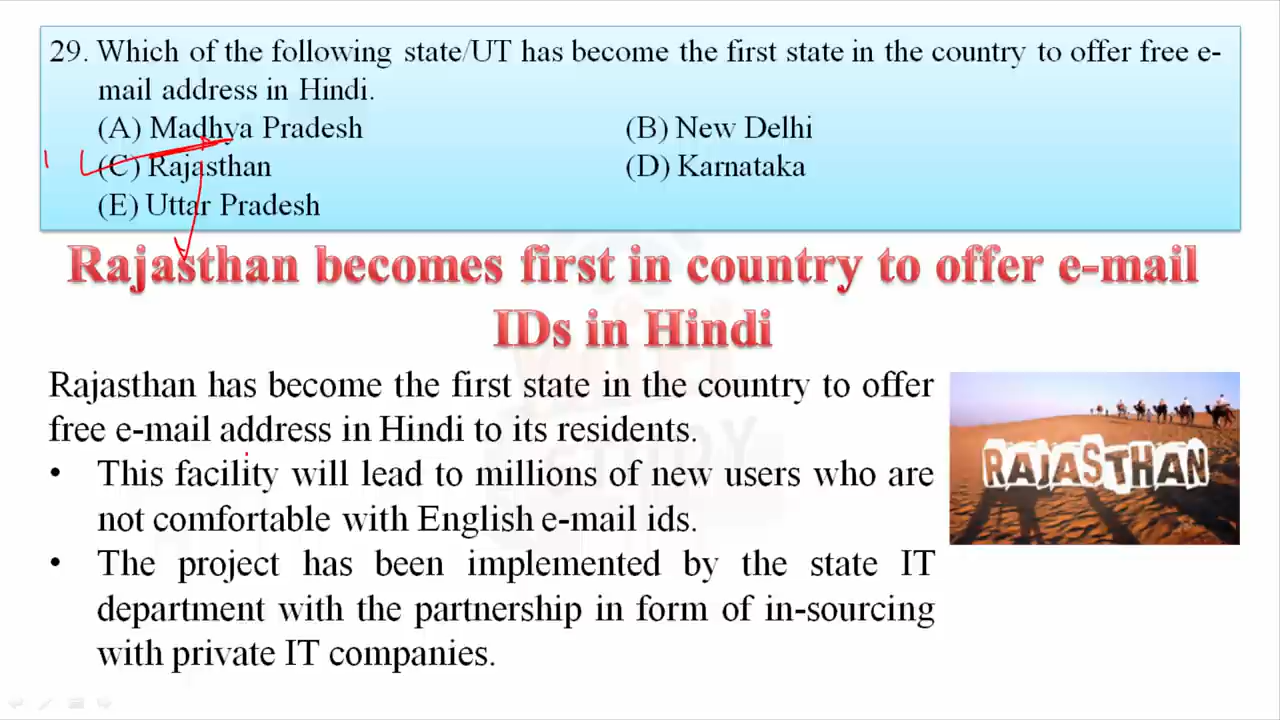 29. Which of the following state/UT has become the first state in the country to offer free e-
mail address in Hindi.
(A) Madhya Pradesh (B) New Delhi
(C) Rajasthan (D) Karnataka
(E) Uttar Pradesh
Rajasthan becomes first in country to offer e-mail
IDs in Hindi
Rajasthan has become the first state in the country to offer
free e-mail address in Hindi to its residents.
• This facility will lead to millions of new users who are
not comfortable with English e-mail ids.
• The project has been implemented by the state IT
department with the partnership in form of in-sourcing
with private IT companies.
RAJASTHAN